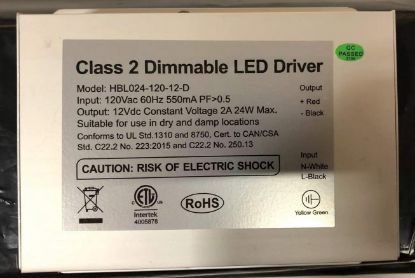 Class 2 Dimmable LED Driver
Model: HBL024-120-12-D
Input: 120Vac 60Hz 550mA PF>0.5
Output: 12Vdc Constant Voltage 2A 24W Max.
Suitable for use in dry and damp locations
Conforms to UL Std.1310 and 8750, Cert. to CAN/CSA
Std. C22.2 No. 223:2015 and C22.2 No. 250.13
CAUTION: RISK OF ELECTRIC SHOCK
ETL
Intertek
4005878
RoHS
QC
PASSED
Output
+ Red
- Black
Input
N-White
L-Black
Yellow Green